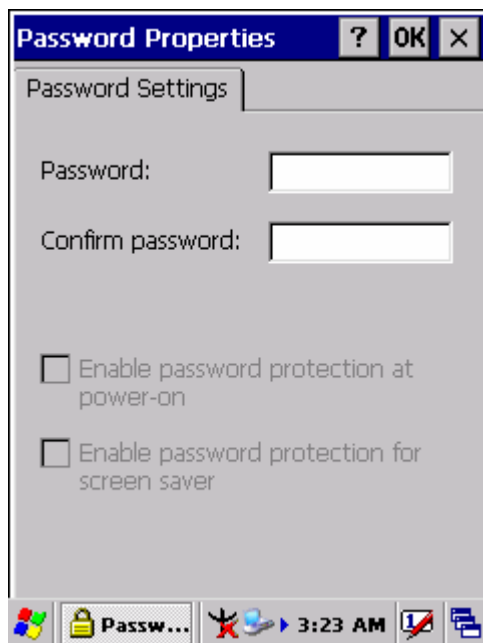 Password Properties ? OK ×
Password Settings
Password:
Confirm password:
Enable password protection at
power-on
Enable password protection for
screen saver
Passw... 3:23 AM 1